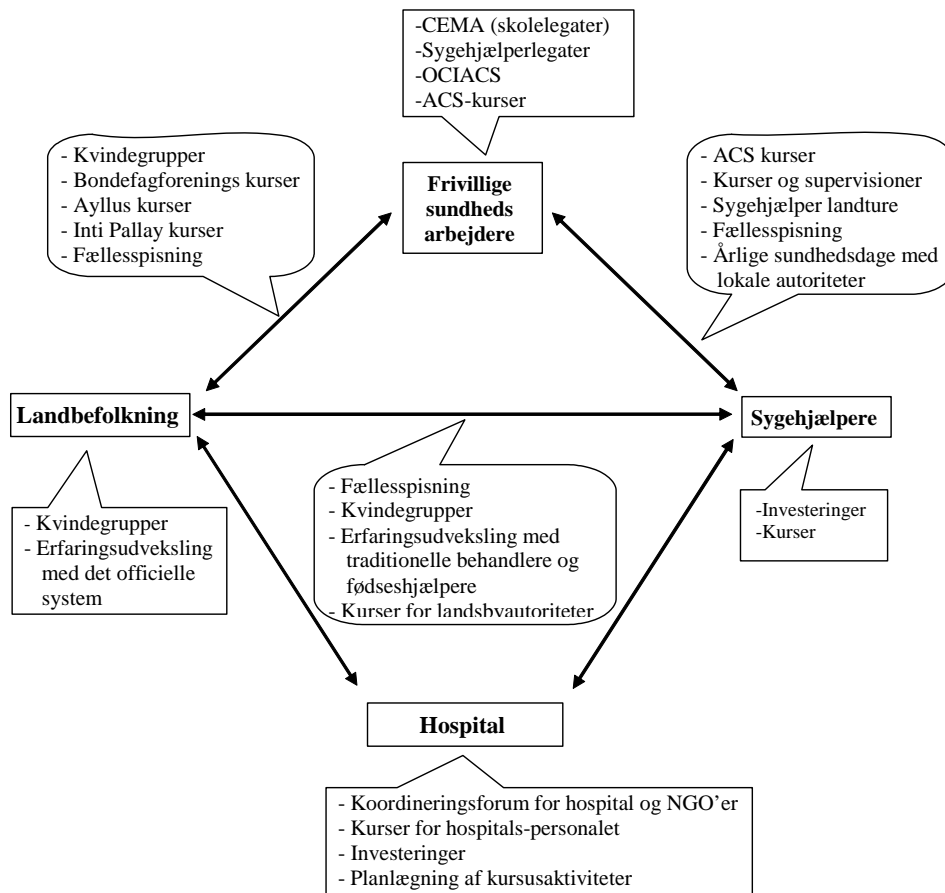 -CEMA (skolelegater)
-Sygehjælperlegater
-OCIACS
-ACS-kurser
- Kvindegrupper
- Bondefagforenings kurser
- Ayllus kurser
- Inti Pallay kurser
- Fællesspisning
Frivillige
sundheds
arbejdere
- ACS kurser
- Kurser og supervisioner
- Sygehjælper landture
- Fællesspisning
- Årlige sundhedsdage med
lokale autoriteter
Landbefolkning
Sygehjælpere
- Kvindegrupper
- Erfaringsudveksling
med det officielle
system
- Fællesspisning
- Kvindegrupper
- Erfaringsudveksling med
traditionelle behandlere og
fødseshjælpere
- Kurser for landsbyautoriteter
-Investeringer
-Kurser
Hospital
- Koordineringsforum for hospital og NGO’er
- Kurser for hospitals-personalet
- Investeringer
- Planlægning af kursusaktiviteter